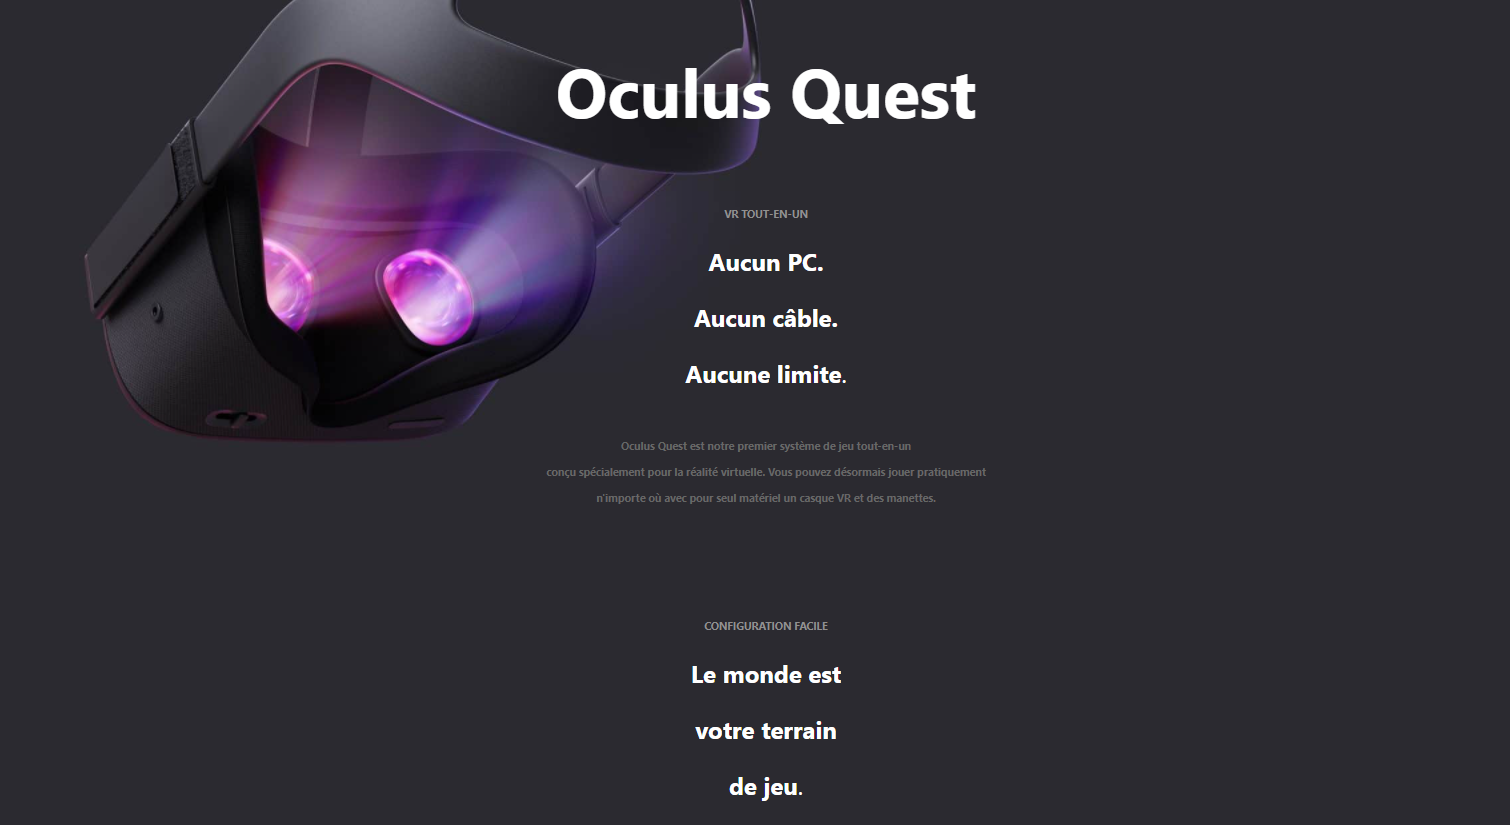 Oculus Quest
VR TOUT-EN-UN
Aucun PC.
Aucun câble.
Aucune limite.
Oculus Quest est notre premier système de jeu tout-en-un
conçu spécialement pour la réalité virtuelle. Vous pouvez désormais jouer pratiquement
n'importe où avec pour seul matériel un casque VR et des manettes.
CONFIGURATION FACILE
Le monde est
votre terrain
de jeu.